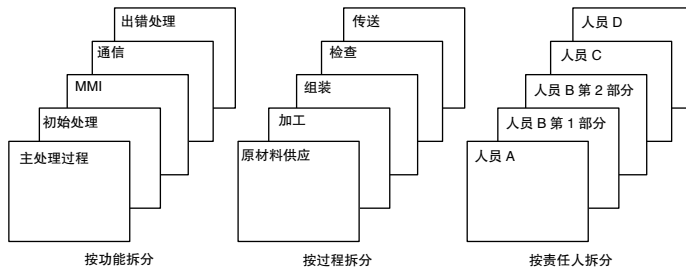 出错处理
通信
MMI
初始处理
主处理过程
按功能拆分
传送
检查
组装
加工
原材料供应
按过程拆分
人员 D
人员 C
人员 B 第 2 部分
人员 B 第 1 部分
人员 A
按责任人拆分